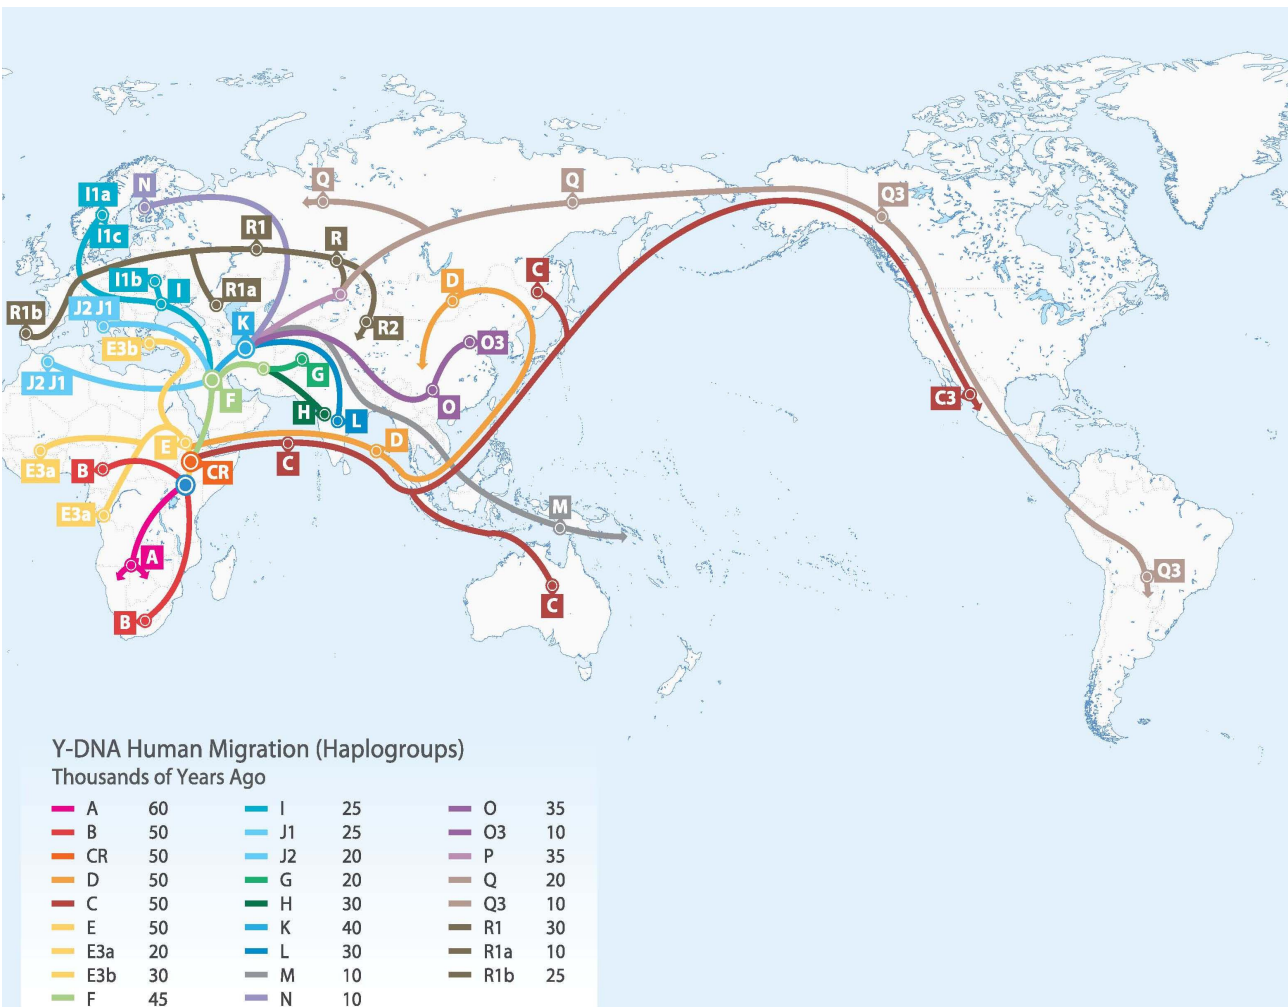 I1a
N
Q
Q
Q3
I1c
R1
R
I1b
I
R1a
D
C
R1b
J2 J1
K
R2
E3b
O3
J2 J1
G
F
H
L
O
C3
E
D
E3a
B
CR
C
E3a
M
A
Q3
B
C
Y-DNA Human Migration (Haplogroups)
Thousands of Years Ago
A 60
B 50
CR 50
D 50
C 50
E 50
E3a 20
E3b 30
F 45
I 25
J1 25
J2 20
G 20
H 30
K 40
L 30
M 10
N 10
O 35
O3 10
P 35
Q 20
Q3 10
R1 30
R1a 10
R1b 25